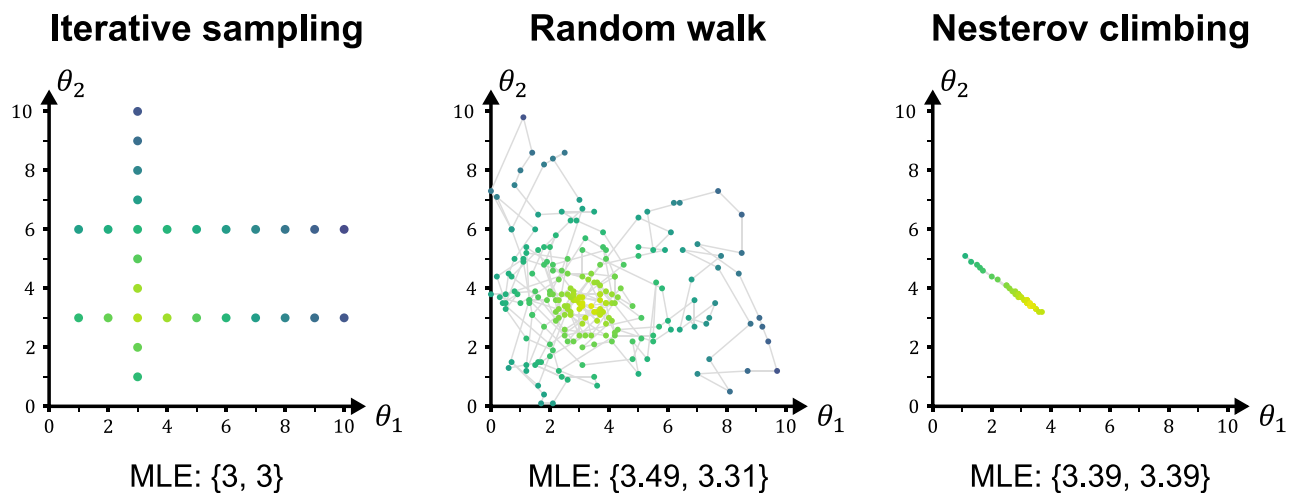 Iterative sampling
θ₂
10
8
6
4
2
0
0 2 4 6 8 10
θ₁
MLE: {3, 3}
Random walk
θ₂
10
8
6
4
2
0
0 2 4 6 8 10
θ₁
MLE: {3.49, 3.31}
Nesterov climbing
θ₂
10
8
6
4
2
0
0 2 4 6 8 10
θ₁
MLE: {3.39, 3.39}